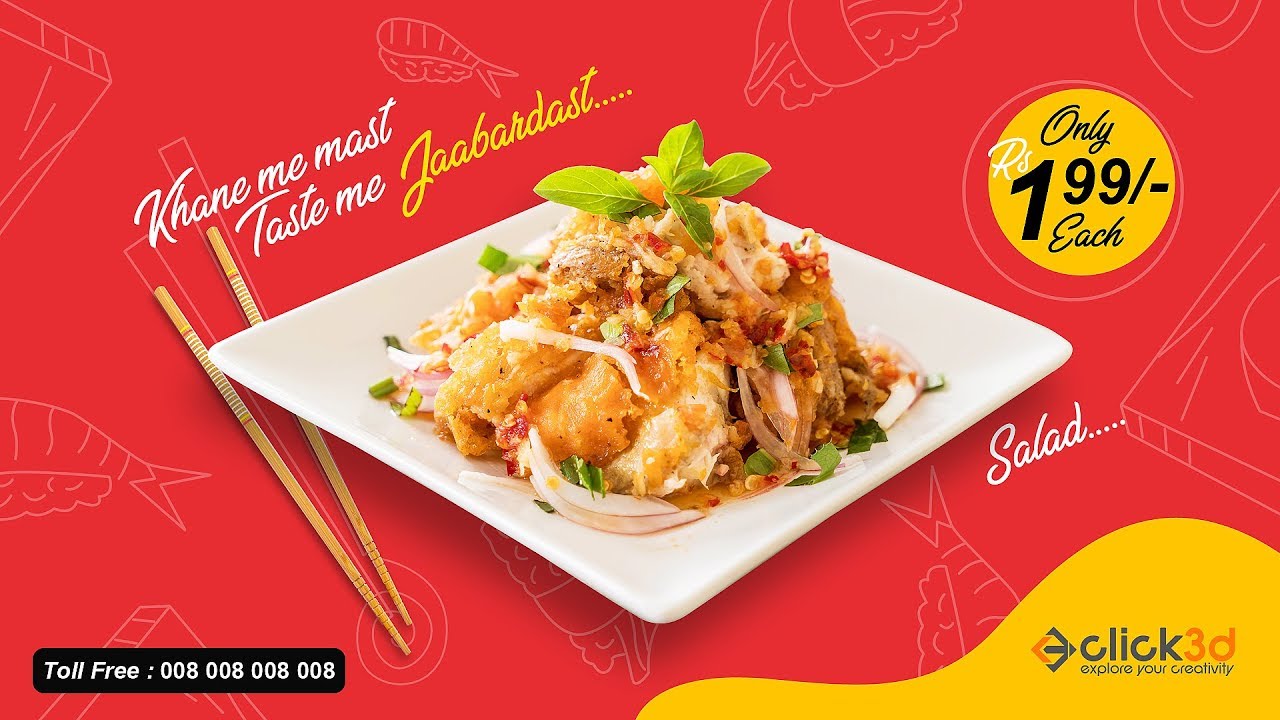 Khane me mast
Taste me Jaabardast.....
Only
Rs 199/-
Each
Salad.....
Toll Free : 008 008 008 008
click3d
explore your creativity